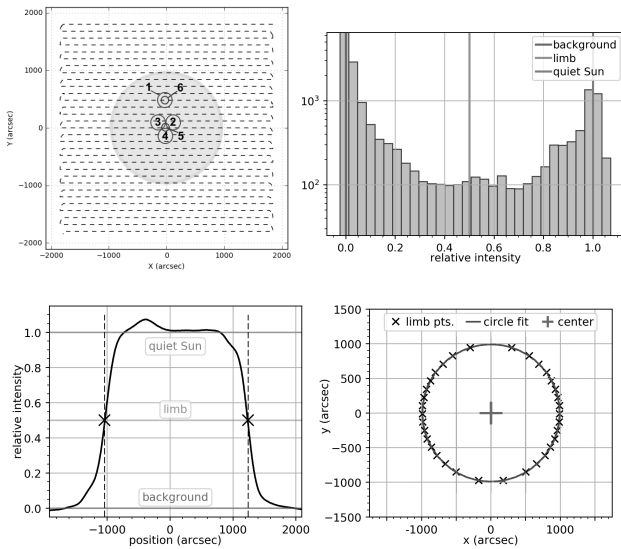 2000
1000
0
−1000
−2000
−2000
−1000
0
1000
2000
Y (arcsec)
X (arcsec)
1
6
3
2
4
5
10³
10²
0.0
0.2
0.4
0.6
0.8
1.0
relative intensity
background
limb
quiet Sun
1.0
0.8
0.6
0.4
0.2
0.0
relative intensity
quiet Sun
limb
background
−1000
0
1000
2000
position (arcsec)
1500
1000
500
0
−500
−1000
−1500
y (arcsec)
limb pts.
circle fit
center
−1000
0
1000
x (arcsec)